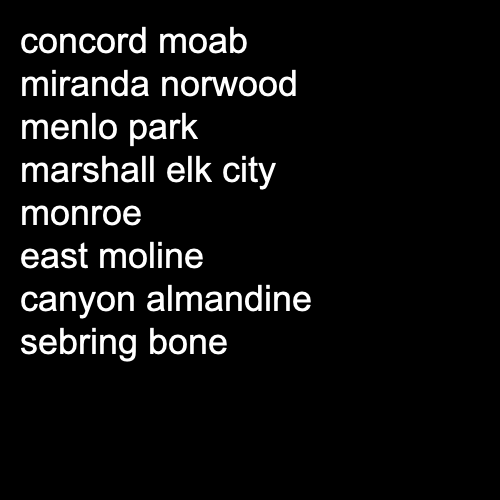 concord moab
miranda norwood
menlo park
marshall elk city
monroe
east moline
canyon almandine
sebring bone